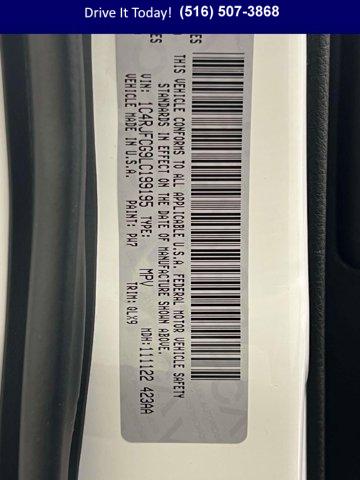 Drive It Today! (516) 507-3868
THIS VEHICLE CONFORMS TO ALL APPLICABLE U.S.A. FEDERAL MOTOR VEHICLE SAFETY
STANDARDS IN EFFECT ON THE DATE OF MANUFACTURE SHOWN ABOVE.
VIN: 1C4RJFCG9LC199195 TYPE: MPV MDH:111122 423AA
VEHICLE MADE IN U.S.A. PAINT: PW7 TRIM: QLX9